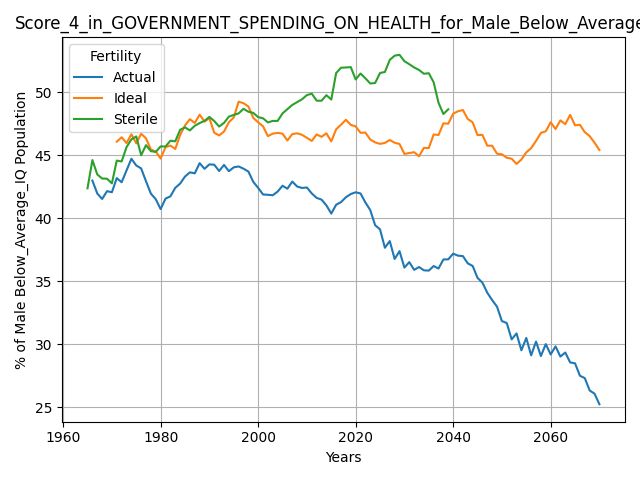 Score_4_in_GOVERNMENT_SPENDING_ON_HEALTH_for_Male_Below_Average
Fertility
Actual
Ideal
Sterile
% of Male Below_Average_IQ Population
50
45
40
35
30
25
1960
1980
2000
2020
2040
2060
Years